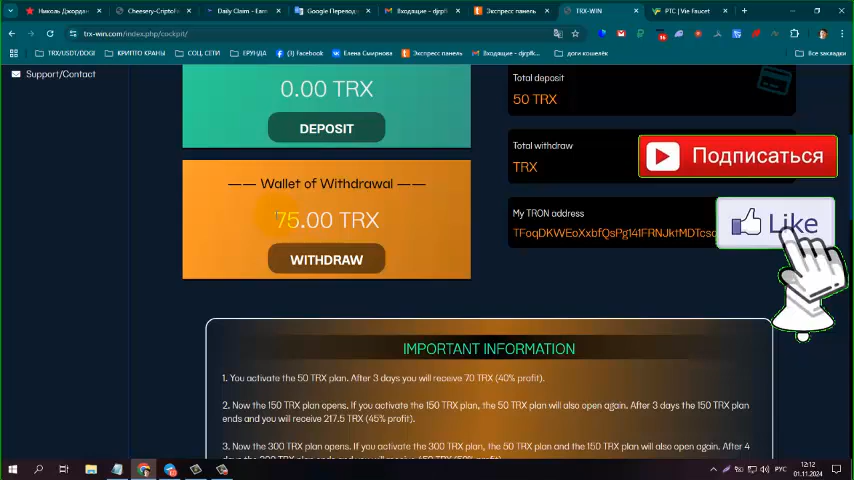 Николь Джордан
Cheesery-CryptoF
Daily Claim - Earn
Google Перевод
Входящие - djrpf
Экспресс панель
TRX-WIN
PTC | Vie Faucet
trx-win.com/index.php/cockpit/
TRX/USDT/DOGE
КРИПТО КРАНЫ
СОЦ. СЕТИ
ЕРУНДА
(3) Facebook
Елена Смирнова
Экспресс панель
Входящие - djrpfk...
доги кошелёк
Все закладки
Support/Contact
0.00 TRX
DEPOSIT
—— Wallet of Withdrawal ——
75.00 TRX
WITHDRAW
Total deposit
50 TRX
Total withdraw
TRX
My TRON address
Подписаться
Like
IMPORTANT INFORMATION
1. You activate the 50 TRX plan. After 3 days you will receive 70 TRX (40% profit).
2. Now the 150 TRX plan opens. If you activate the 150 TRX plan, the 50 TRX plan will also open again. After 3 days the 150 TRX plan
ends and you will receive 217.5 TRX (45% profit).
3. Now the 300 TRX plan opens. If you activate the 300 TRX plan, the 50 TRX plan and the 150 TRX plan will also open again. After 4
РУС
12:12
01.11.2024